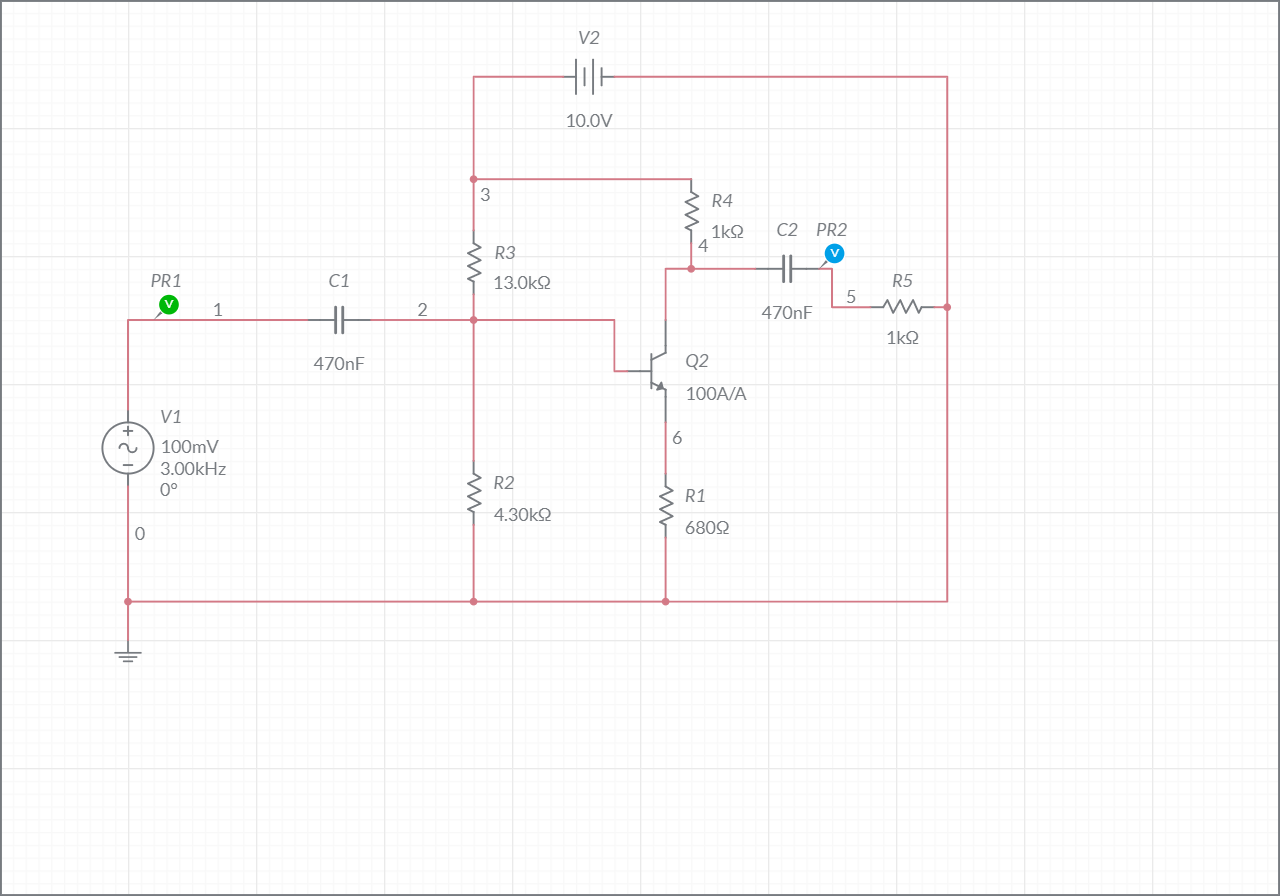 V2
10.0V
3
R4
1kΩ
4
C2
PR2
V
R3
13.0kΩ
PR1
V
1
C1
2
470nF
470nF
5
R5
1kΩ
Q2
100A/A
V1
100mV
3.00kHz
0°
6
R2
4.30kΩ
R1
680Ω
0